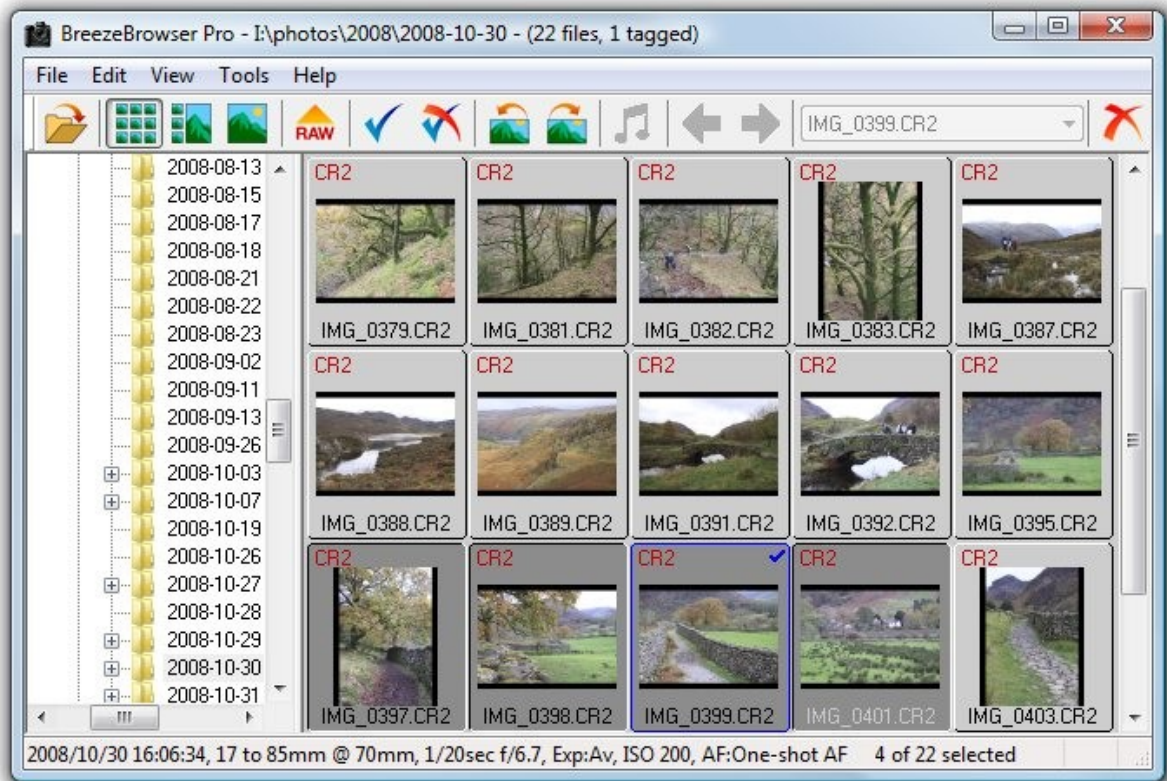 BreezeBrowser Pro - I:\photos\2008\2008-10-30 - (22 files, 1 tagged)
File Edit View Tools Help
RAW IMG_0399.CR2
2008-08-13
2008-08-15
2008-08-17
2008-08-18
2008-08-21
2008-08-22
2008-08-23
2008-09-02
2008-09-11
2008-09-13
2008-09-26
2008-10-03
2008-10-07
2008-10-19
2008-10-26
2008-10-27
2008-10-28
2008-10-29
2008-10-30
2008-10-31
CR2 CR2 CR2 CR2 CR2
IMG_0379.CR2 IMG_0381.CR2 IMG_0382.CR2 IMG_0383.CR2 IMG_0387.CR2
CR2 CR2 CR2 CR2 CR2
IMG_0388.CR2 IMG_0389.CR2 IMG_0391.CR2 IMG_0392.CR2 IMG_0395.CR2
CR2 CR2 CR2 CR2 CR2
IMG_0397.CR2 IMG_0398.CR2 IMG_0399.CR2 IMG_0401.CR2 IMG_0403.CR2
2008/10/30 16:06:34, 17 to 85mm @ 70mm, 1/20sec f/6.7, Exp:Av, ISO 200, AF:One-shot AF 4 of 22 selected